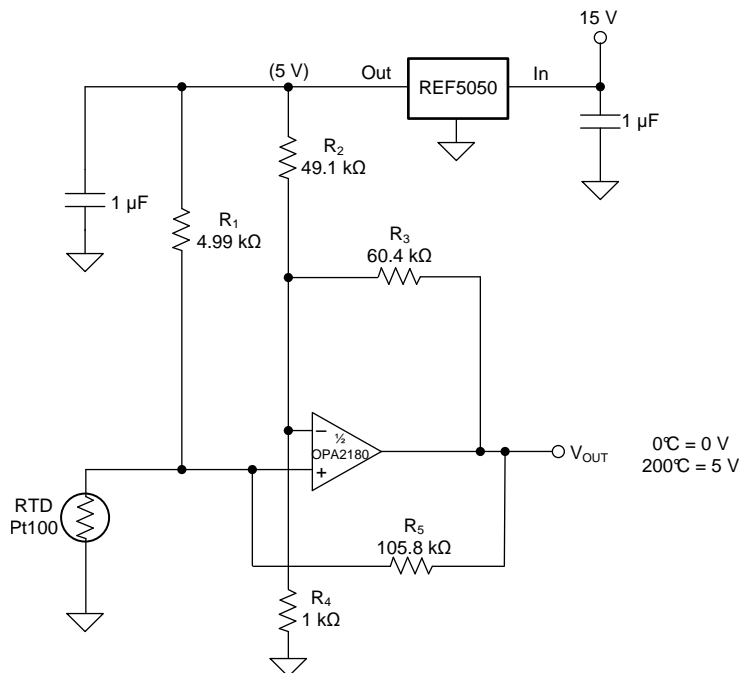 15 V
(5 V)
Out
REF5050
In
1 µF
R2
49.1 kΩ
1 µF
R1
4.99 kΩ
R3
60.4 kΩ
½
OPA2180
−
+
VOUT
0°C = 0 V
200°C = 5 V
RTD
Pt100
R5
105.8 kΩ
R4
1 kΩ